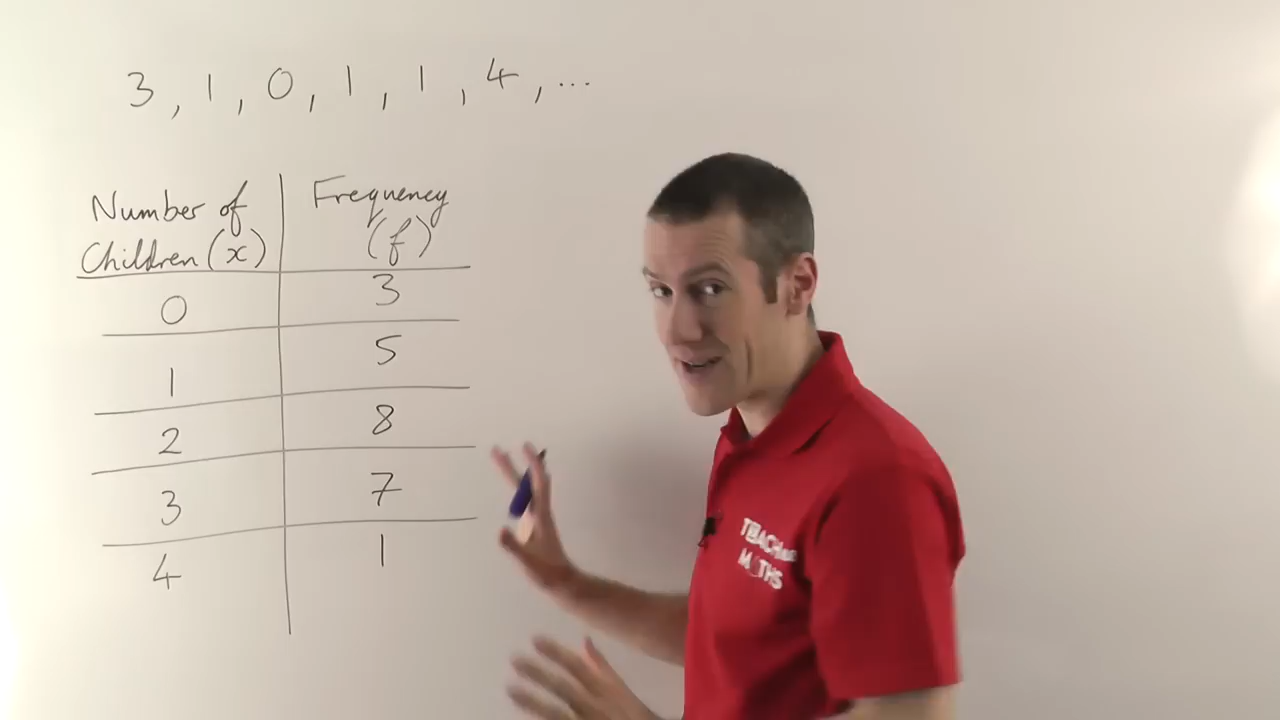 3, 1, 0, 1, 1, 4, ...
Number of Children (x) Frequency (f)
0 3
1 5
2 8
3 7
4 1
TEACH
MATHS